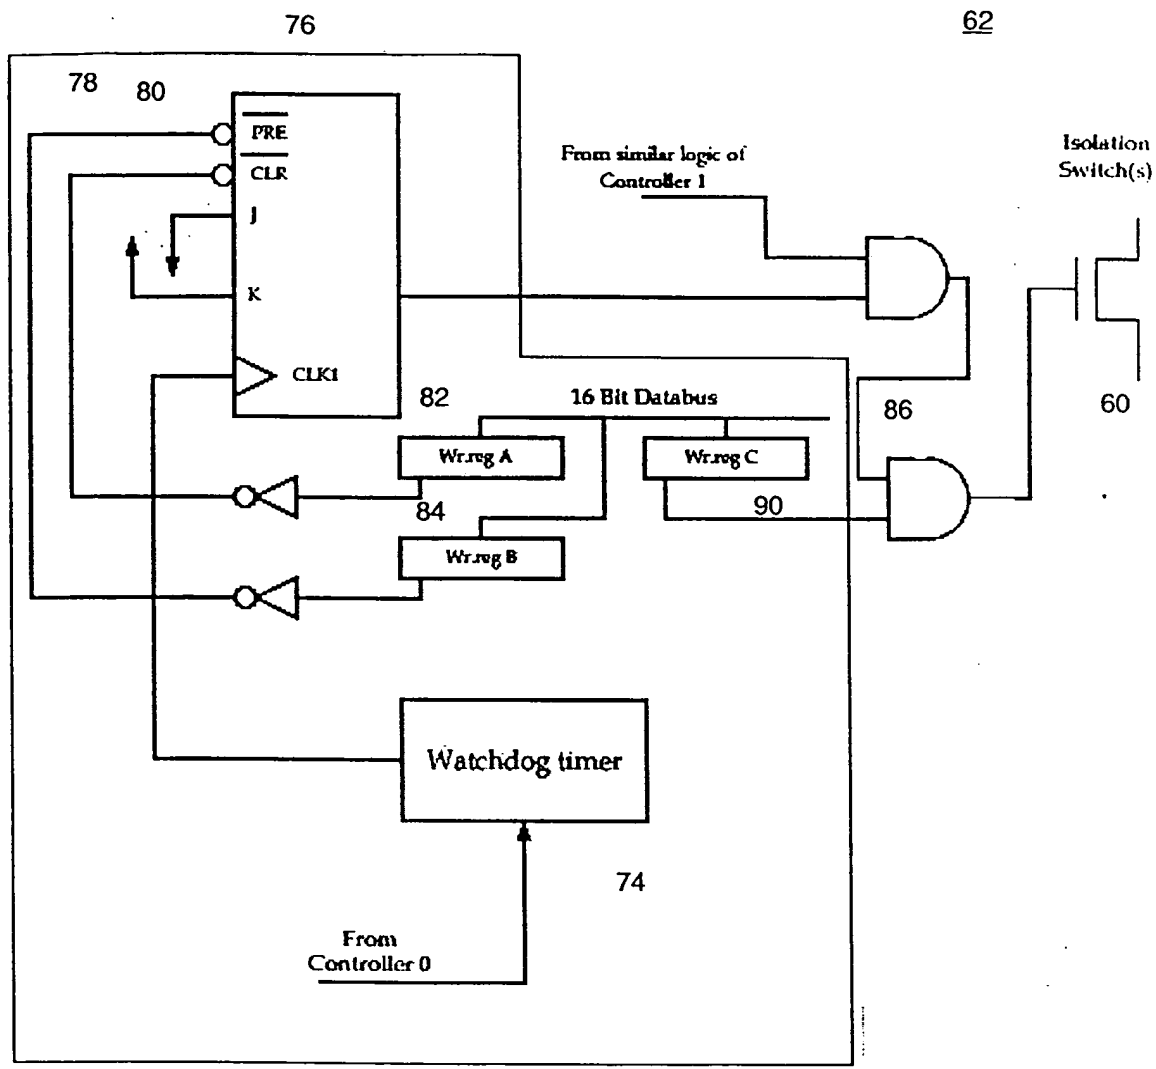 76
62
78
80
PRE
CLR
J
K
CLK1
From similar logic of
Controller 1
Isolation
Switch(s)
82
16 Bit Databus
86
60
Wr.reg A
Wr.reg C
84
90
Wr.reg B
Watchdog timer
74
From
Controller 0